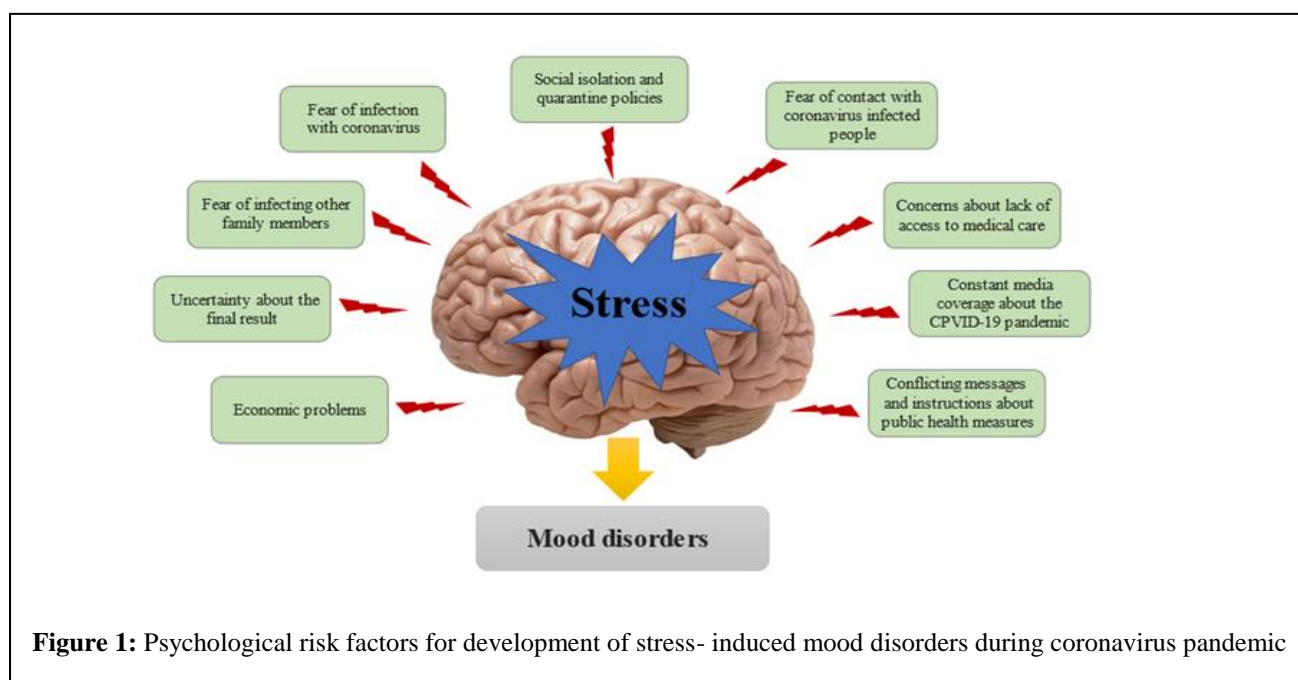 Social isolation and
quarantine policies
Fear of infection
with coronavirus
Fear of contact with
coronavirus infected
people
Fear of infecting other
family members
Concerns about lack of
access to medical care
Uncertainty about the
final result
Constant media
coverage about the
CPVID-19 pandemic
Economic problems
Conflicting messages
and instructions about
public health measures
Stress
Mood disorders
Figure 1: Psychological risk factors for development of stress- induced mood disorders during coronavirus pandemic